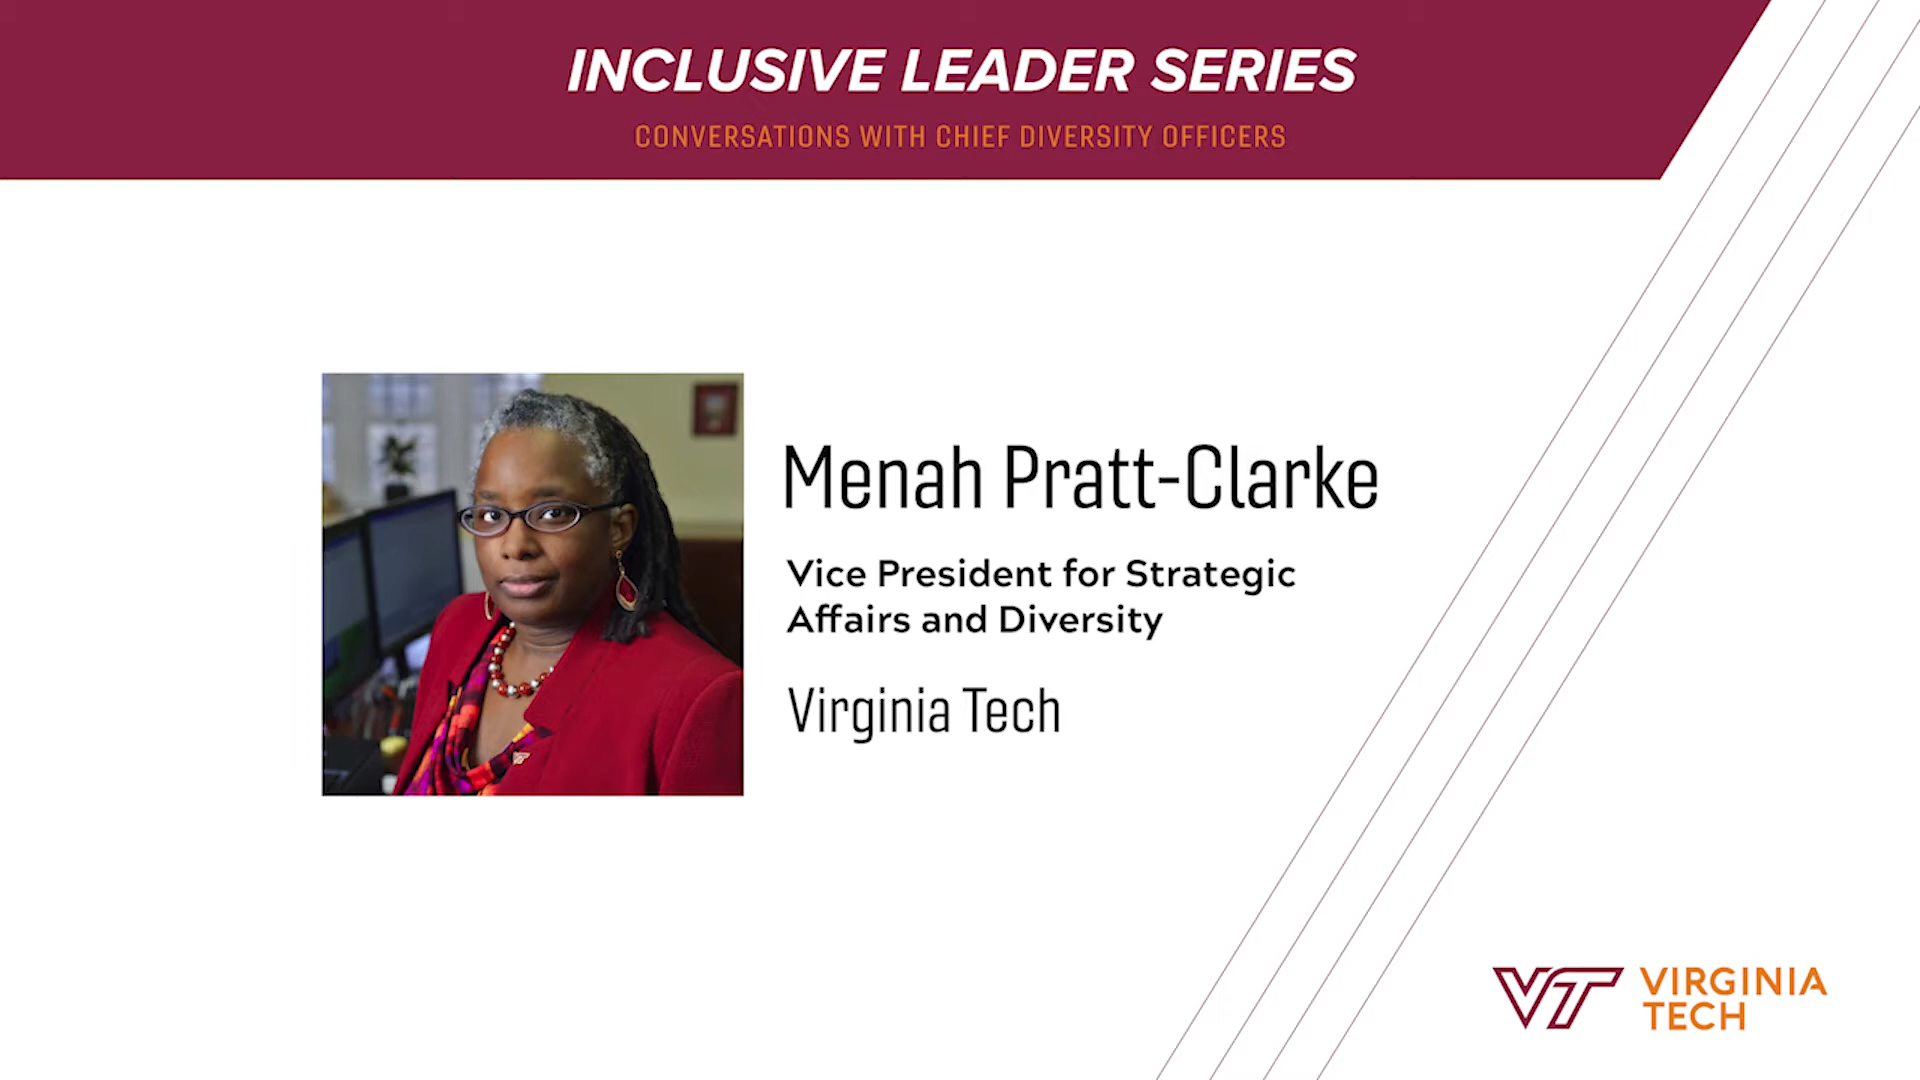 INCLUSIVE LEADER SERIES
CONVERSATIONS WITH CHIEF DIVERSITY OFFICERS
Menah Pratt-Clarke
Vice President for Strategic
Affairs and Diversity
Virginia Tech
VT VIRGINIA
TECH